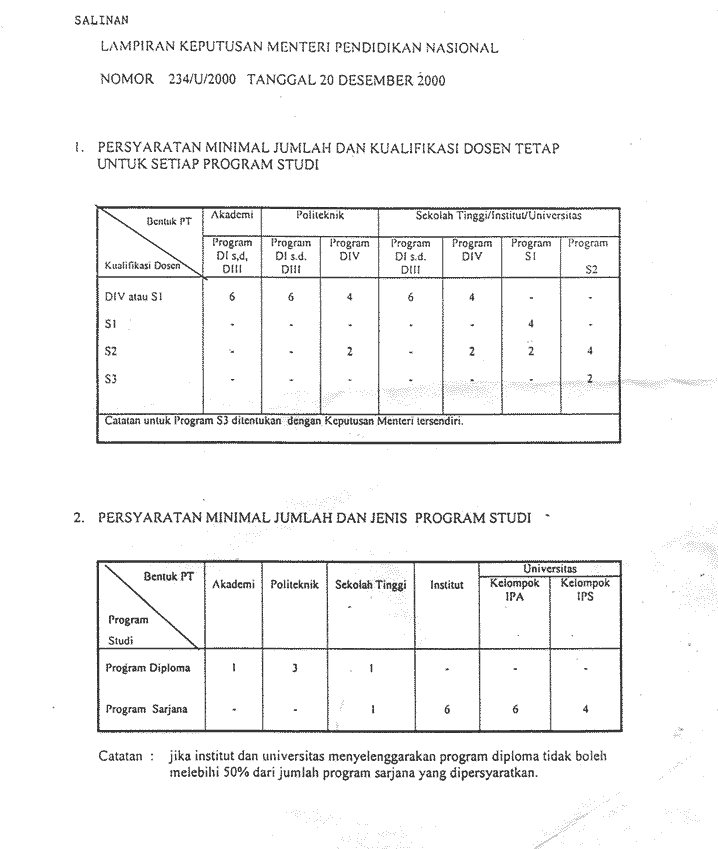 SALINAN
LAMPIRAN KEPUTUSAN MENTERI PENDIDIKAN NASIONAL
NOMOR 234/U/2000 TANGGAL 20 DESEMBER 2000
1. PERSYARATAN MINIMAL JUMLAH DAN KUALIFIKASI DOSEN TETAP
UNTUK SETIAP PROGRAM STUDI
Bentuk PT Akademi Politeknik Sekolah Tinggi/Institut/Universitas
Kualifikasi Dosen
Program Program Program Program Program Program Program
DI s,d, DI s.d. DIV DI s.d. DIV S1
DIII DIII DIII S2
DIV atau S1 6 6 4 6 4 - -
S1 - - - - - 4 -
S2 - - 2 - 2 2 4
S3 - - - - - - 2
Catatan untuk Program S3 ditentukan dengan Keputusan Menteri tersendiri.
2. PERSYARATAN MINIMAL JUMLAH DAN JENIS PROGRAM STUDI
Universitas
Bentuk PT Akademi Politeknik Sekolah Tinggi Institut Kelompok Kelompok
IPA IPS
Program
Studi
Program Diploma 1 3 1 - - -
Program Sarjana - - 1 6 6 4
Catatan : jika institut dan universitas menyelenggarakan program diploma tidak boleh
melebihi 50% dari jumlah program sarjana yang dipersyaratkan.